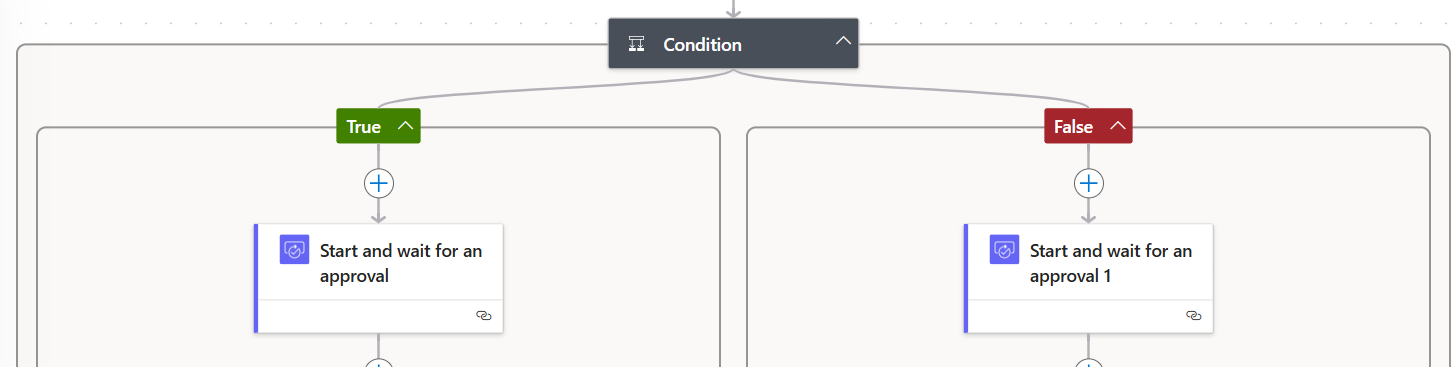 Condition
True
False
Start and wait for an
approval
Start and wait for an
approval 1